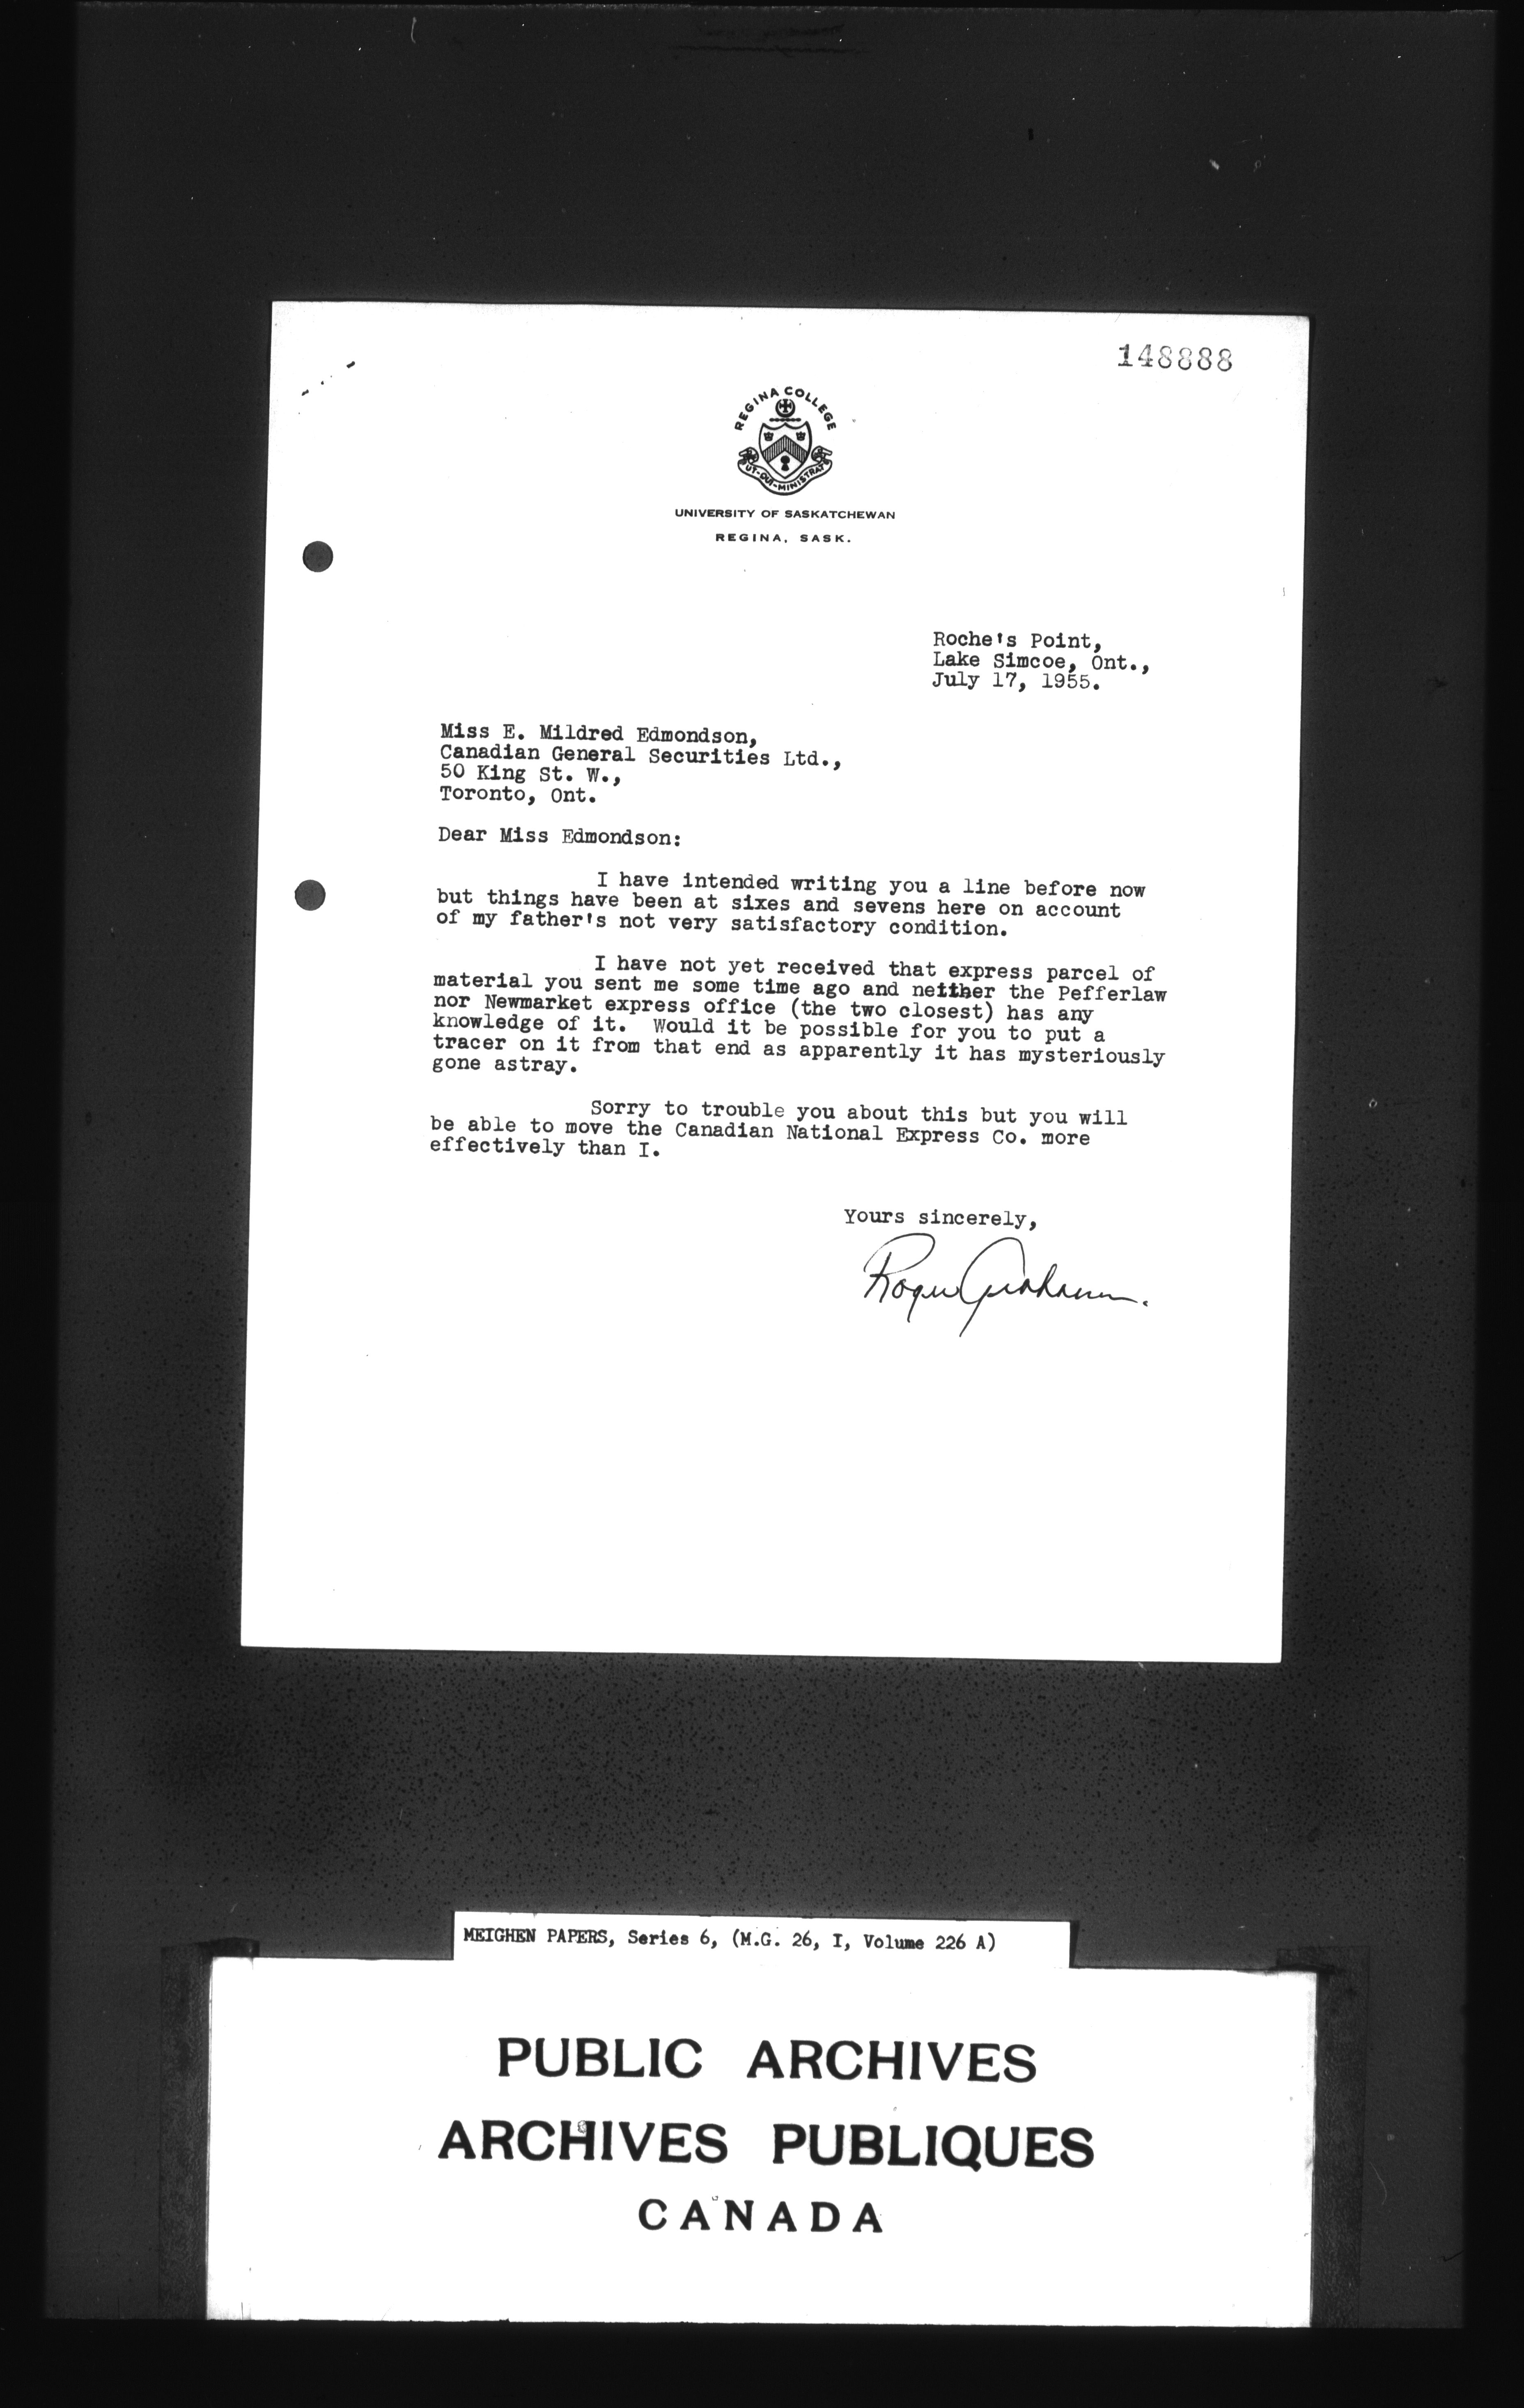 148888
REGINA COLLEGE
UT-QUI-MINISTRAT
UNIVERSITY OF SASKATCHEWAN
REGINA, SASK.
Roche's Point,
Lake Simcoe, Ont.,
July 17, 1955.
Miss E. Mildred Edmondson,
Canadian General Securities Ltd.,
50 King St. W.,
Toronto, Ont.
Dear Miss Edmondson:
I have intended writing you a line before now
but things have been at sixes and sevens here on account
of my father's not very satisfactory condition.
I have not yet received that express parcel of
material you sent me some time ago and neither the Pefferlaw
nor Newmarket express office (the two closest) has any
knowledge of it. Would it be possible for you to put a
tracer on it from that end as apparently it has mysteriously
gone astray.
Sorry to trouble you about this but you will
be able to move the Canadian National Express Co. more
effectively than I.
Yours sincerely,
Roger Graham.
MEIGHEN PAPERS, Series 6, (M.G. 26, I, Volume 226 A)
PUBLIC ARCHIVES
ARCHIVES PUBLIQUES
CANADA